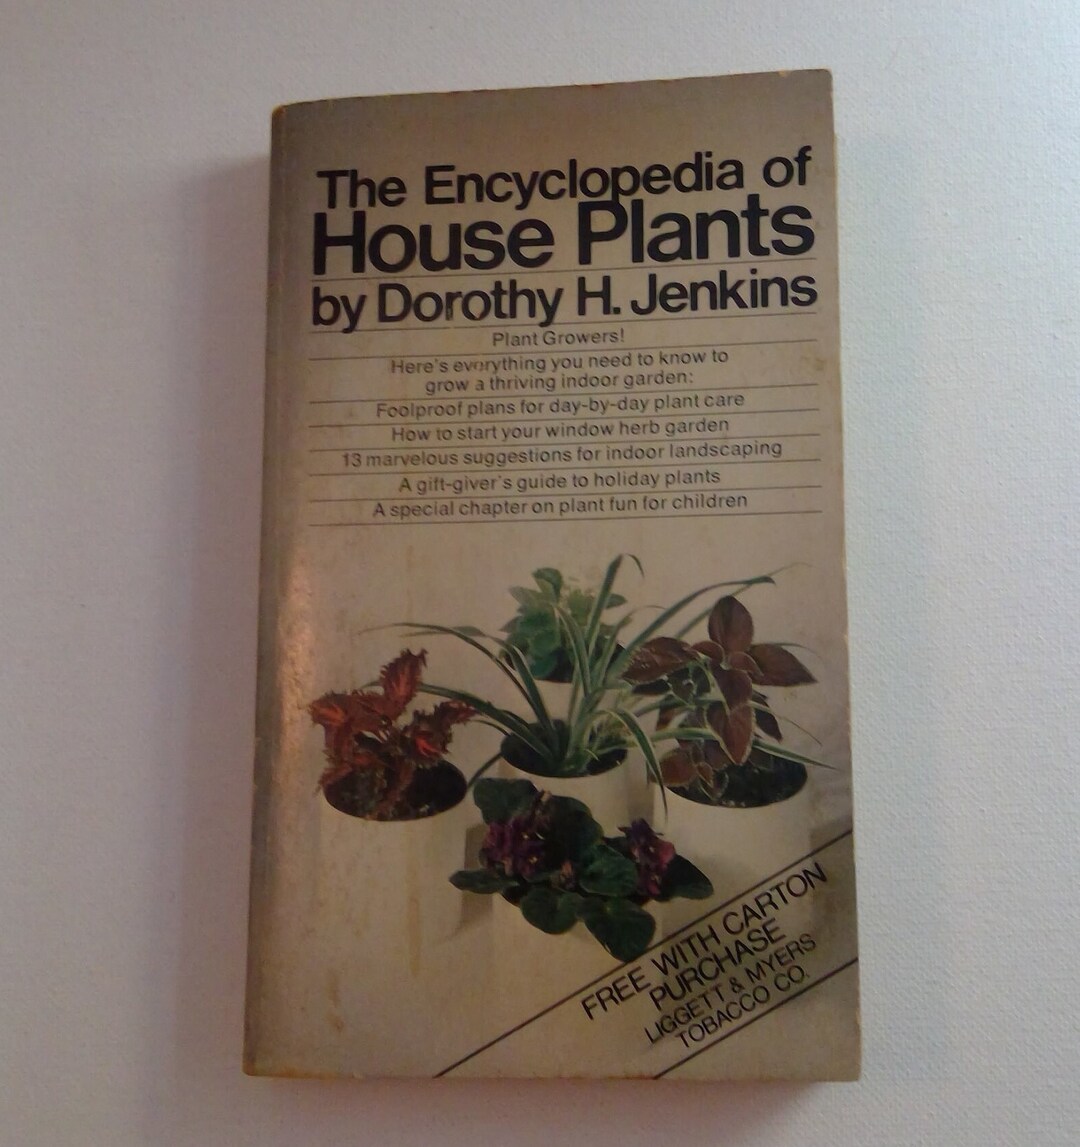 The Encyclopedia of
House Plants
by Dorothy H. Jenkins
Plant Growers!
Here's everything you need to know to
grow a thriving indoor garden:
Foolproof plans for day-by-day plant care
How to start your window herb garden
13 marvelous suggestions for indoor landscaping
A gift-giver's guide to holiday plants
A special chapter on plant fun for children
FREE WITH CARTON
PURCHASE
LIGGETT & MYERS
TOBACCO CO.